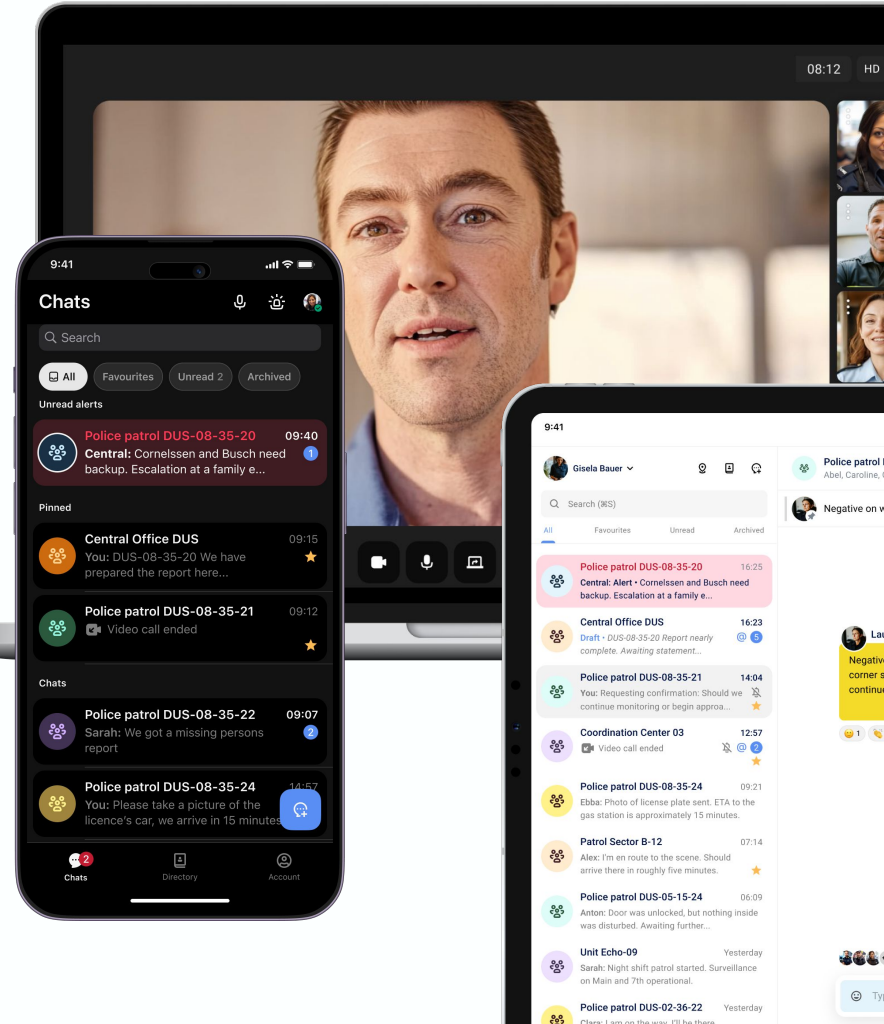 08:12 HD
9:41
Chats
Search
All Favourites Unread 2 Archived
Unread alerts
Police patrol DUS-08-35-20 09:40
Central: Cornelssen and Busch need 1
backup. Escalation at a family e...
Pinned
Central Office DUS 09:15
You: DUS-08-35-20 We have
prepared the report here...
Police patrol DUS-08-35-21 09:12
Video call ended
Chats
Police patrol DUS-08-35-22 09:07
Sarah: We got a missing persons 2
report
Police patrol DUS-08-35-24 14:57
You: Please take a picture of the
licence's car, we arrive in 15 minutes
2
Chats Directory Account
9:41
Gisela Bauer
Search (⌘S)
All Favourites Unread Archived
Police patrol DUS-08-35-20 16:25
Central: Alert • Cornelssen and Busch need
backup. Escalation at a family e...
Central Office DUS 16:23
Draft • DUS-08-35-20 Report nearly @ 5
complete. Awaiting statement...
Police patrol DUS-08-35-21 14:04
You: Requesting confirmation: Should we
continue monitoring or begin approa...
Coordination Center 03 12:57
Video call ended @ 2
Police patrol DUS-08-35-24 09:21
Ebba: Photo of license plate sent. ETA to the
gas station is approximately 15 minutes.
Patrol Sector B-12 07:14
Alex: I'm en route to the scene. Should
arrive there in roughly five minutes.
Police patrol DUS-05-15-24 06:09
Anton: Door was unlocked, but nothing inside
was disturbed. Awaiting further...
Unit Echo-09 Yesterday
Sarah: Night shift patrol started. Surveillance
on Main and 7th operational.
Police patrol DUS-02-36-22 Yesterday
Clara: I am on the way. I'll be there
Police patrol
Abel, Caroline,
Negative on
Lau
Negative
corner
continue
1